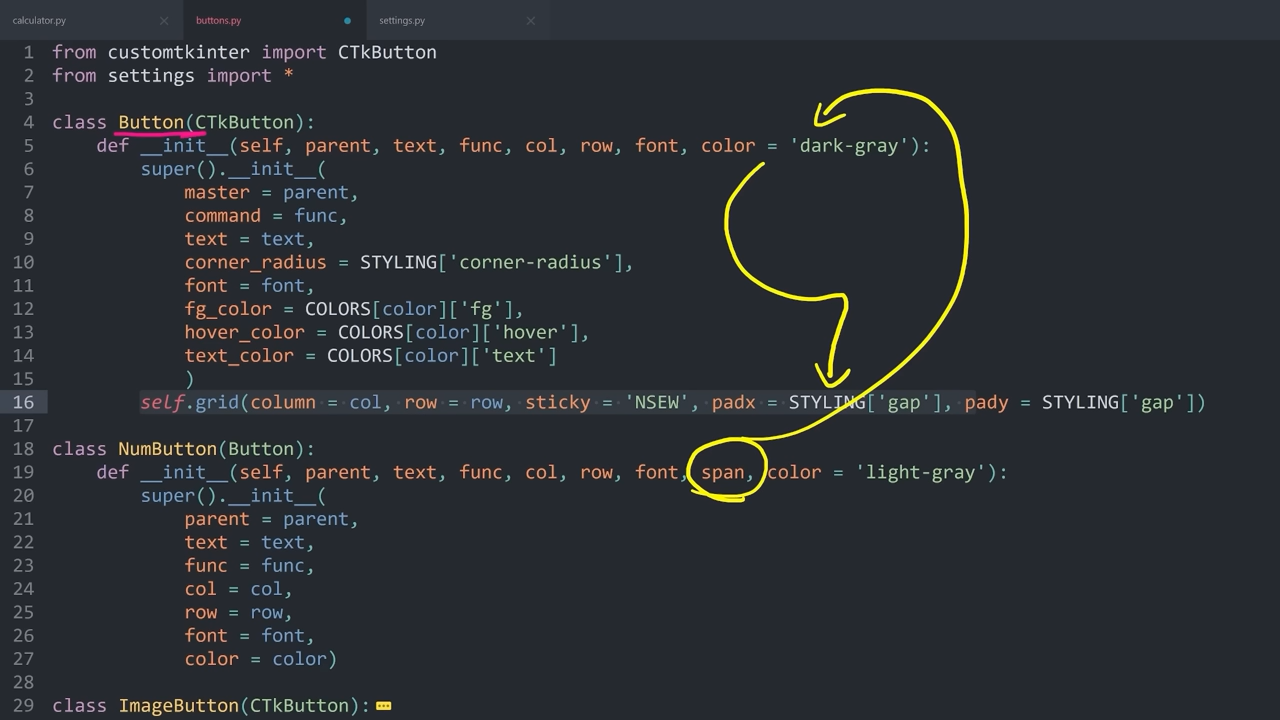 calculator.py
buttons.py
settings.py
1 from customtkinter import CTkButton
2 from settings import *
3
4 class Button(CTkButton):
5     def __init__(self, parent, text, func, col, row, font, color = 'dark-gray'):
6         super().__init__(
7             master = parent,
8             command = func,
9             text = text,
10             corner_radius = STYLING['corner-radius'],
11             font = font,
12             fg_color = COLORS[color]['fg'],
13             hover_color = COLORS[color]['hover'],
14             text_color = COLORS[color]['text']
15             )
16         self.grid(column = col, row = row, sticky = 'NSEW', padx = STYLING['gap'], pady = STYLING['gap'])
17
18 class NumButton(Button):
19     def __init__(self, parent, text, func, col, row, font, span, color = 'light-gray'):
20         super().__init__(
21             parent = parent,
22             text = text,
23             func = func,
24             col = col,
25             row = row,
26             font = font,
27             color = color)
28
29 class ImageButton(CTkButton):